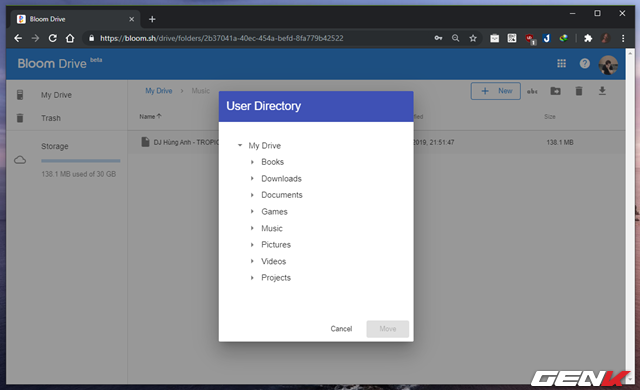 Bloom Drive
https://bloom.sh/drive/folders/2b37041a-40ec-454a-befd-8fa779b42522
Bloom Drive beta
My Drive
Trash
Storage
138.1 MB used of 30 GB
My Drive > Music
+ New
abc
Name
Size
DJ Hùng Anh - TROPIC
2019, 21:51:47
138.1 MB
User Directory
My Drive
Books
Downloads
Documents
Games
Music
Pictures
Videos
Projects
Cancel
Move
GENK